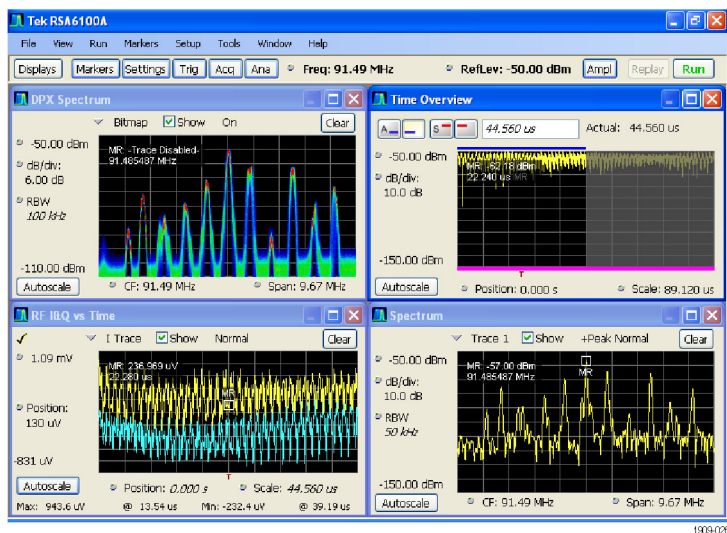 Tek RSA6100A
File View Run Markers Setup Tools Window Help
Displays Markers Settings Trig Acq Ana Freq: 91.49 MHz RefLev: -50.00 dBm Ampl Replay Run
DPX Spectrum
Bitmap Show On Clear
-50.00 dBm
dB/div:
6.00 dB
RBW
100 kHz
-110.00 dBm
MR: -Trace Disabled-
91.485487 MHz
Autoscale CF: 91.49 MHz Span: 9.67 MHz
Time Overview
A S 44.560 us Actual: 44.560 us
-50.00 dBm
dB/div:
10.0 dB
-150.00 dBm
MR: -62.18 dBm
22.240 us MR
T
Autoscale Position: 0.000 s Scale: 89.120 us
RF I&Q vs Time
I Trace Show Normal Clear
1.09 mV
Position:
130 uV
-831 uV
MR: 236.969 uV
22.280 us
MR
T
Autoscale Position: 0.000 s Scale: 44.560 us
Max: 943.6 uV @ 13.54 us Min: -232.4 uV @ 39.19 us
Spectrum
Trace 1 Show +Peak Normal Clear
-50.00 dBm
dB/div:
10.0 dB
RBW
50 kHz
-150.00 dBm
MR: -57.00 dBm
91.485487 MHz
MR
Autoscale CF: 91.49 MHz Span: 9.67 MHz
1909-026